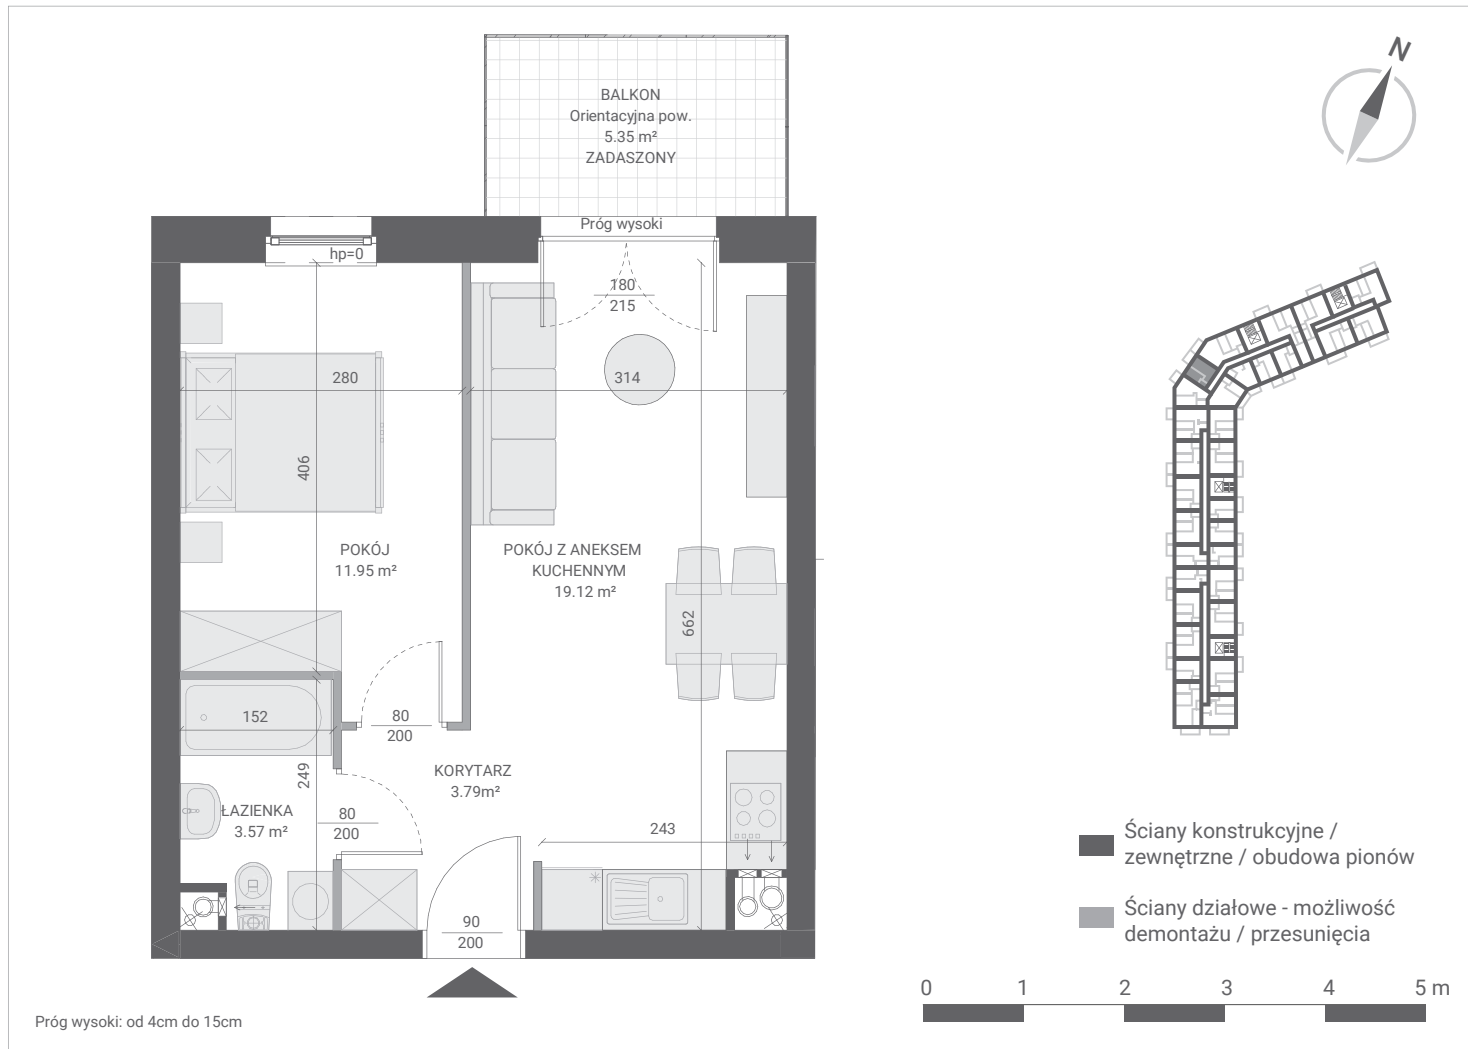 N
BALKON
Orientacyjna pow.
5.35 m²
ZADASZONY
Próg wysoki
hp=0
180
215
280
314
406
POKÓJ
11.95 m²
POKÓJ Z ANEKSEM
KUCHENNYM
19.12 m²
662
152
80
200
249
KORYTARZ
3.79m²
ŁAZIENKA
3.57 m²
80
200
243
90
200
Ściany konstrukcyjne /
zewnętrzne / obudowa pionów
Ściany działowe - możliwość
demontażu / przesunięcia
0 1 2 3 4 5 m
Próg wysoki: od 4cm do 15cm